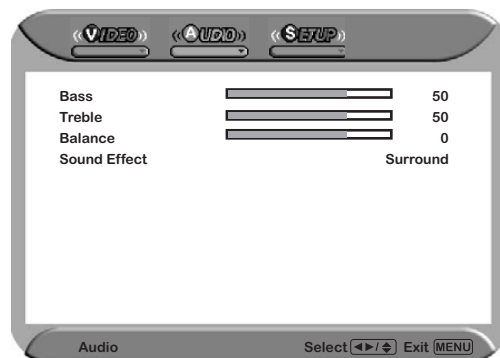 VIDEO AUDIO SETUP
Bass 50
Treble 50
Balance 0
Sound Effect Surround
Audio Select ◄►/♦ Exit MENU